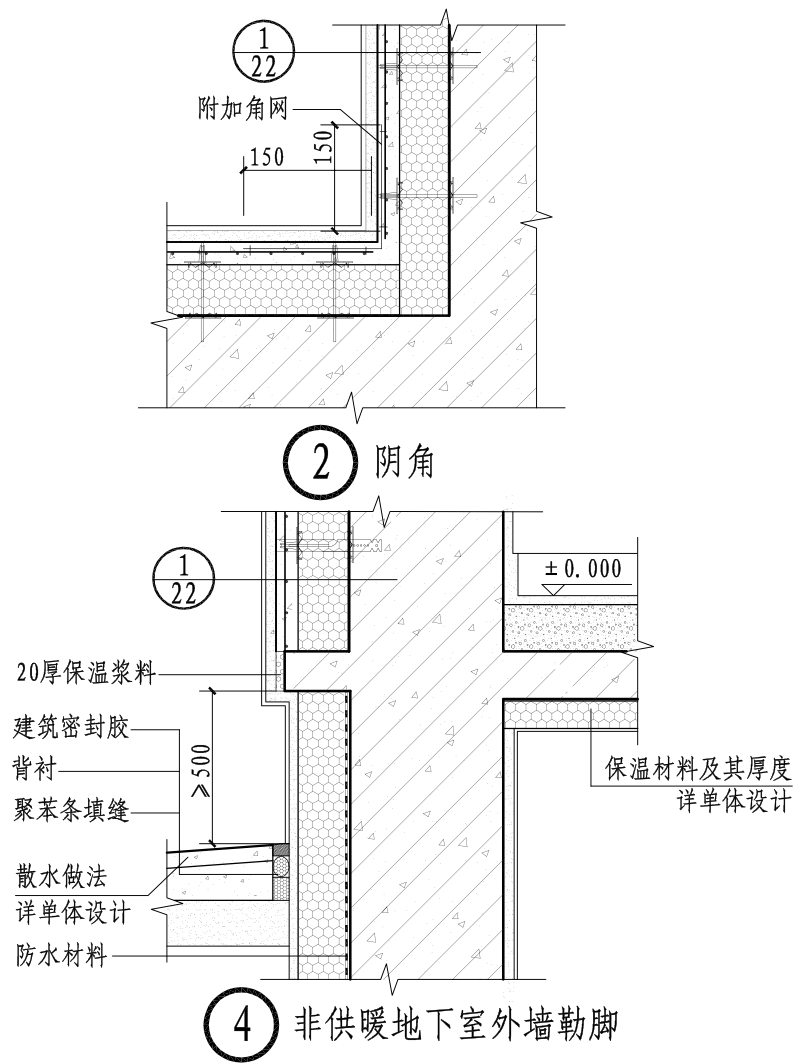 1
22
附加角网
150
150
2 阴角
1
22
±0.000
20厚保温浆料
建筑密封胶
≥500
背衬
保温材料及其厚度
详单体设计
聚苯条填缝
散水做法
详单体设计
防水材料
4 非供暖地下室外墙勒脚